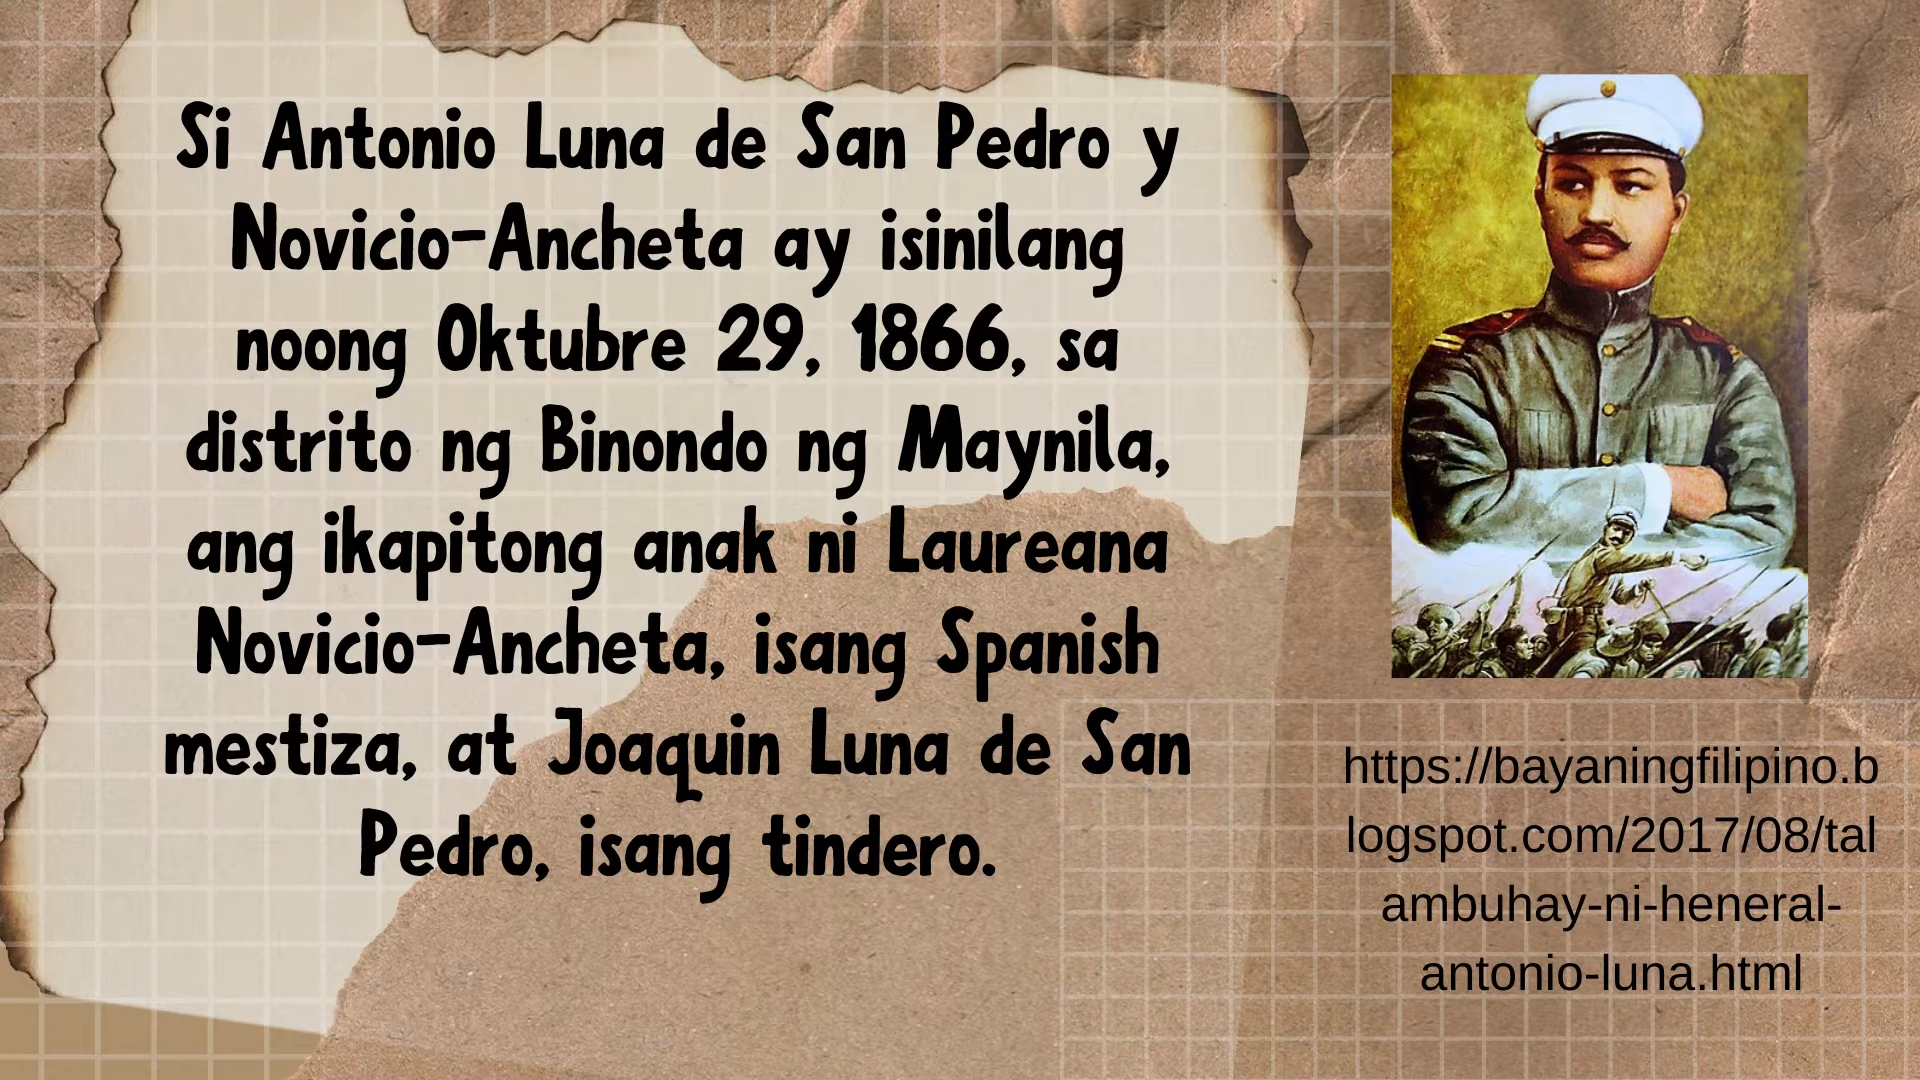 Si Antonio Luna de San Pedro y
Novicio-Ancheta ay isinilang
noong Oktubre 29, 1866, sa
distrito ng Binondo ng Maynila,
ang ikapitong anak ni Laureana
Novicio-Ancheta, isang Spanish
mestiza, at Joaquin Luna de San
Pedro, isang tindero.
https://bayaningfilipino.b
logspot.com/2017/08/tal
ambuhay-ni-heneral-
antonio-luna.html